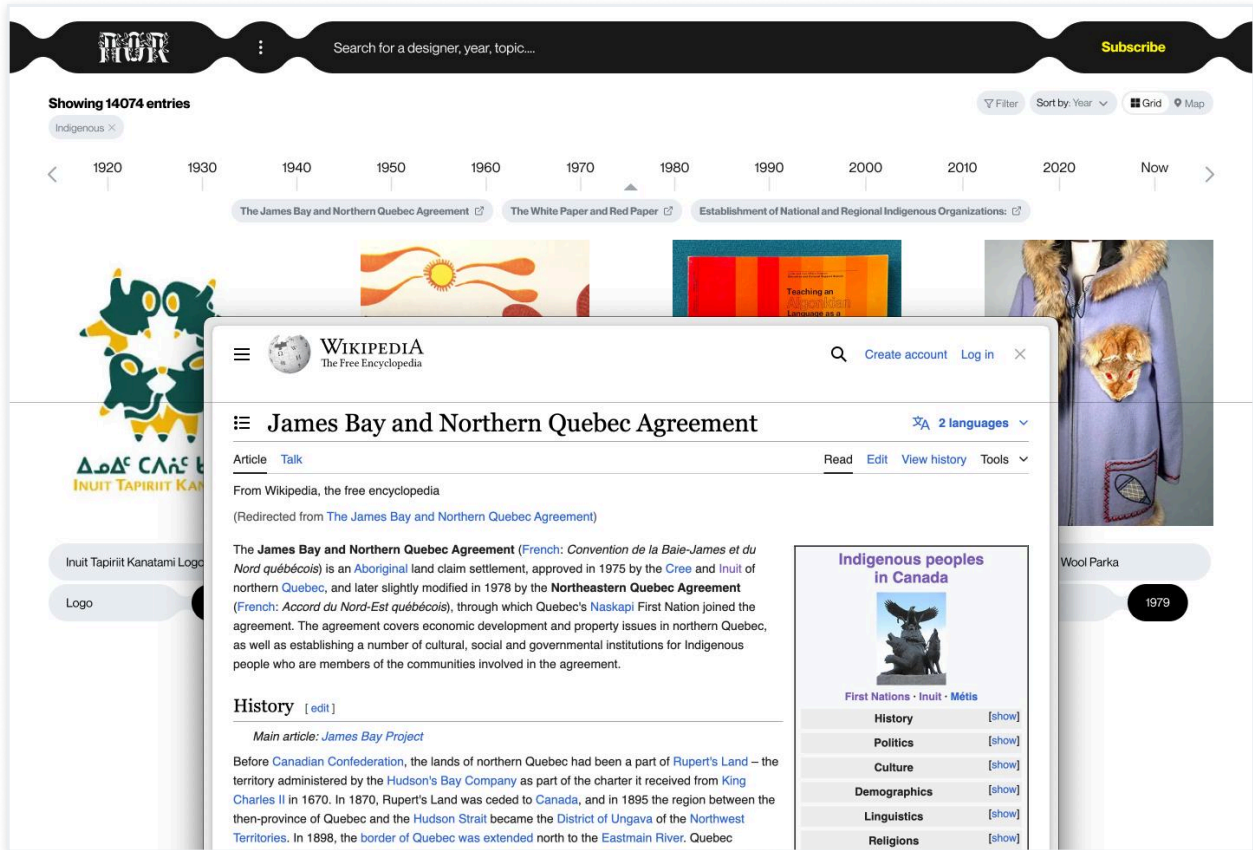 Search for a designer, year, topic....
Subscribe
Showing 14074 entries
Filter
Sort by: Year
Grid
Map
Indigenous ×
1920 1930 1940 1950 1960 1970 1980 1990 2000 2010 2020 Now
The James Bay and Northern Quebec Agreement
The White Paper and Red Paper
Establishment of National and Regional Indigenous Organizations:
Teaching an
Algonkian
Language as a
ᐃᓄᐃᑦ ᑕᐱᕇᑦ
INUIT TAPIRIIT KAN
Inuit Tapiriit Kanatami Logo
Logo
Wool Parka
1979
WIKIPEDIA
The Free Encyclopedia
Create account Log in ×
James Bay and Northern Quebec Agreement
2 languages
Article Talk
Read Edit View history Tools
From Wikipedia, the free encyclopedia
(Redirected from The James Bay and Northern Quebec Agreement)
The James Bay and Northern Quebec Agreement (French: Convention de la Baie-James et du
Nord québécois) is an Aboriginal land claim settlement, approved in 1975 by the Cree and Inuit of
northern Quebec, and later slightly modified in 1978 by the Northeastern Quebec Agreement
(French: Accord du Nord-Est québécois), through which Quebec's Naskapi First Nation joined the
agreement. The agreement covers economic development and property issues in northern Quebec,
as well as establishing a number of cultural, social and governmental institutions for Indigenous
people who are members of the communities involved in the agreement.
History [ edit ]
Main article: James Bay Project
Before Canadian Confederation, the lands of northern Quebec had been a part of Rupert's Land – the
territory administered by the Hudson's Bay Company as part of the charter it received from King
Charles II in 1670. In 1870, Rupert's Land was ceded to Canada, and in 1895 the region between the
then-province of Quebec and the Hudson Strait became the District of Ungava of the Northwest
Territories. In 1898, the border of Quebec was extended north to the Eastmain River. Quebec
Indigenous peoples
in Canada
First Nations · Inuit · Métis
History [show]
Politics [show]
Culture [show]
Demographics [show]
Linguistics [show]
Religions [show]